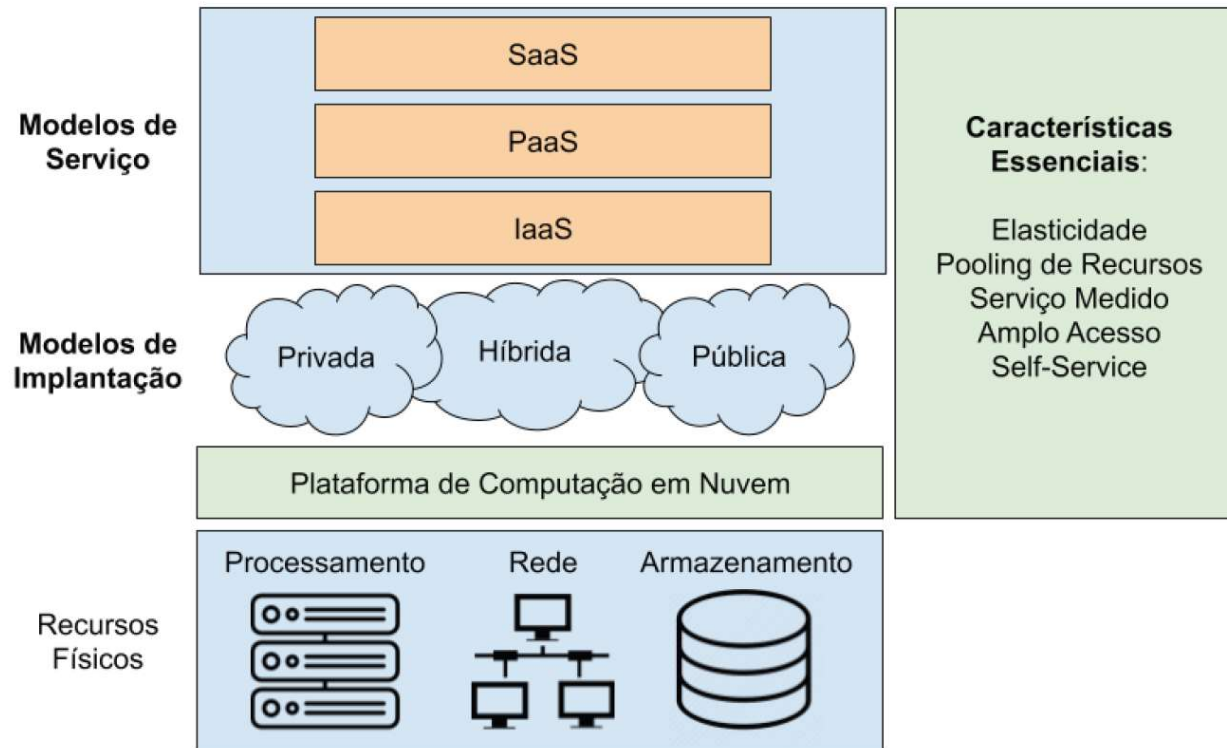 Modelos de
Serviço
SaaS
PaaS
IaaS
Modelos de
Implantação
Privada
Híbrida
Pública
Plataforma de Computação em Nuvem
Recursos
Físicos
Processamento
Rede
Armazenamento
Características
Essenciais:
Elasticidade
Pooling de Recursos
Serviço Medido
Amplo Acesso
Self-Service